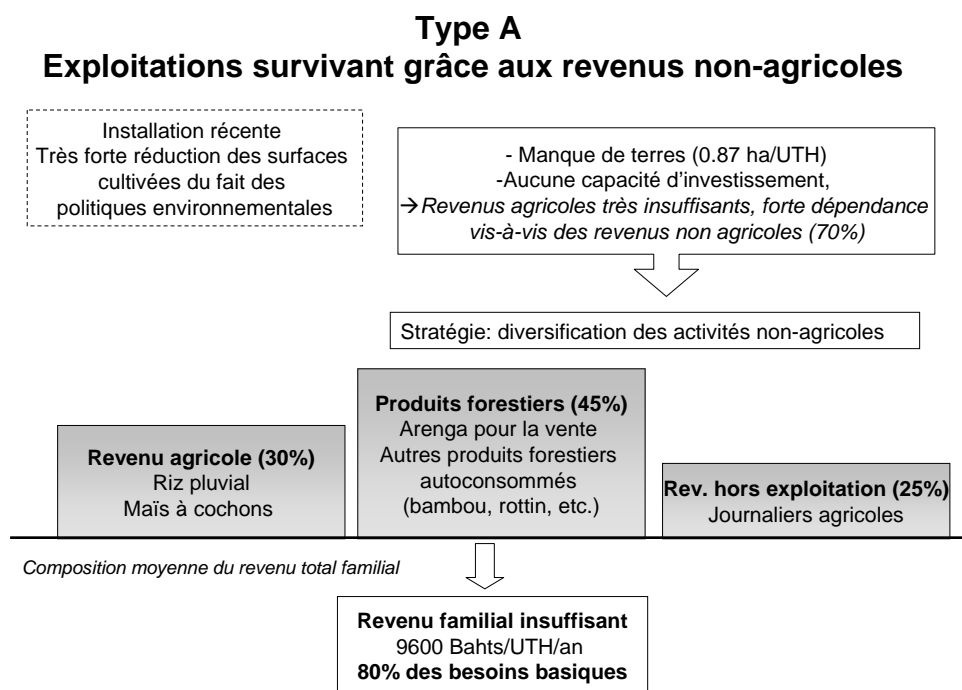 Type A
Exploitations survivant grâce aux revenus non-agricoles
Installation récente
Très forte réduction des surfaces
cultivées du fait des
politiques environnementales
- Manque de terres (0.87 ha/UTH)
-Aucune capacité d'investissement,
→Revenus agricoles très insuffisants, forte dépendance
vis-à-vis des revenus non agricoles (70%)
Stratégie: diversification des activités non-agricoles
Revenu agricole (30%)
Riz pluvial
Maïs à cochons
Produits forestiers (45%)
Arenga pour la vente
Autres produits forestiers
autoconsommés
(bambou, rottin, etc.)
Rev. hors exploitation (25%)
Journaliers agricoles
Composition moyenne du revenu total familial
Revenu familial insuffisant
9600 Bahts/UTH/an
80% des besoins basiques